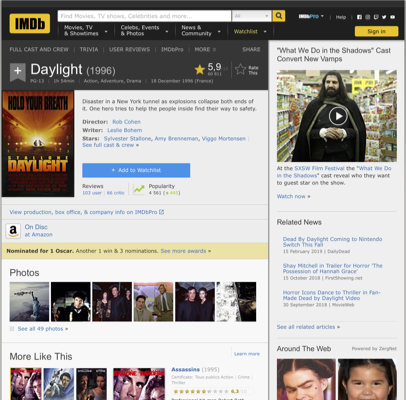 IMDb
Find Movies, TV shows, Celebrities and more...
All
IMDbPro
Help
Movies, TV
& Showtimes
Celebs, Events
& Photos
News &
Community
Watchlist
Sign in
FULL CAST AND CREW | TRIVIA | USER REVIEWS | IMDbPro | MORE
SHARE
Daylight (1996)
5,9
Rate
This
PG-13 | 1h 54min | Action, Adventure, Drama | 18 December 1996 (France)
HOLD YOUR BREATH
DAYLIGHT
Disaster in a New York tunnel as explosions collapse both ends of
it. One hero tries to help the people inside find their way to safety.
Director: Rob Cohen
Writer: Leslie Bohem
Stars: Sylvester Stallone, Amy Brenneman, Viggo Mortensen
See full cast & crew »
+ Add to Watchlist
Reviews
103 user | 66 critic
Popularity
View production, box office, & company info on IMDbPro
On Disc
at Amazon
Nominated for 1 Oscar. Another 1 win & 3 nominations. See more awards »
Photos
See all 49 photos »
More Like This
Learn more
Assassins (1995)
Action | Crime |
Thriller
6,3
"What We Do in the Shadows" Cast
Convert New Vamps
At the SXSW Film Festival the "What We Do
in the Shadows" cast reveal who they want
to guest star on the show.
Watch now »
Related News
Dead By Daylight Coming to Nintendo
Switch This Fall
15 February 2019 | DailyDead
Shay Mitchell in Trailer for Horror 'The
Possession of Hannah Grace'
15 October 2018 | FirstShowing.net
Horror Icons Dance to Thriller in Fan-
Made Dead by Daylight Video
30 September 2018 | MovieWeb
See all related articles »
Around The Web
Powered by ZergNet